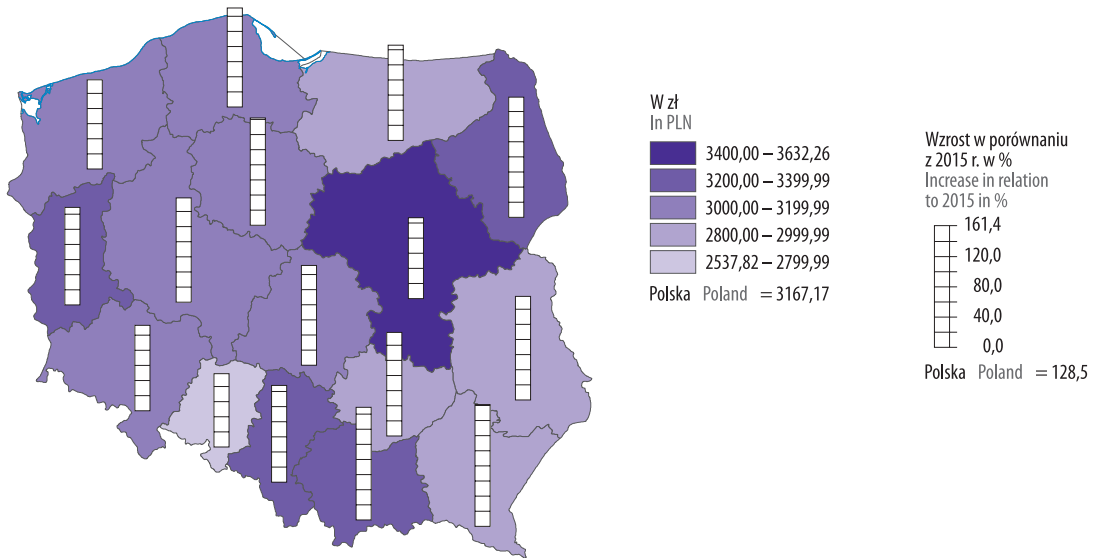 W zł
In PLN
3400,00 – 3632,26
3200,00 – 3399,99
3000,00 – 3199,99
2800,00 – 2999,99
2537,82 – 2799,99
Polska Poland = 3167,17
Wzrost w porównaniu
z 2015 r. w %
Increase in relation
to 2015 in %
161,4
120,0
80,0
40,0
0,0
Polska Poland = 128,5